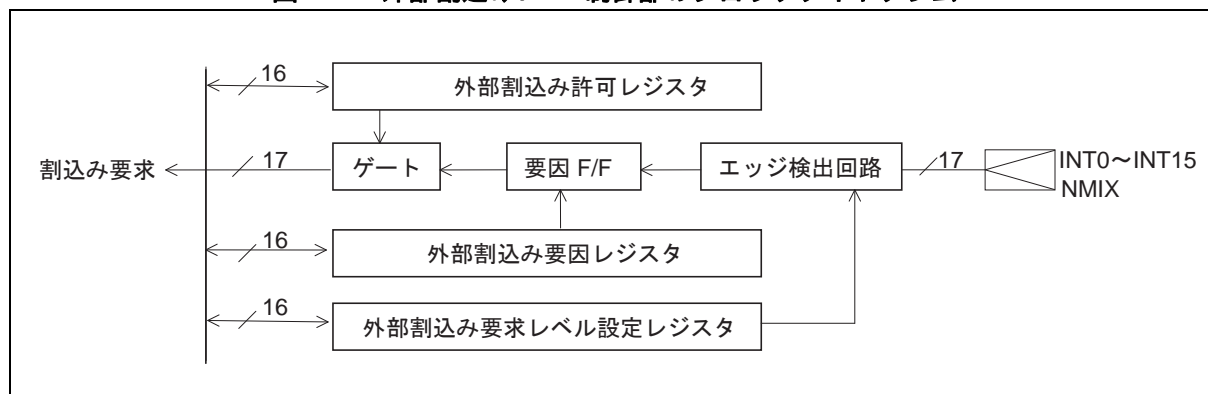 16
外部割込み許可レジスタ
割込み要求
17
ゲート
要因 F/F
エッジ検出回路
17
INT0～INT15
NMIX
16
外部割込み要因レジスタ
16
外部割込み要求レベル設定レジスタ